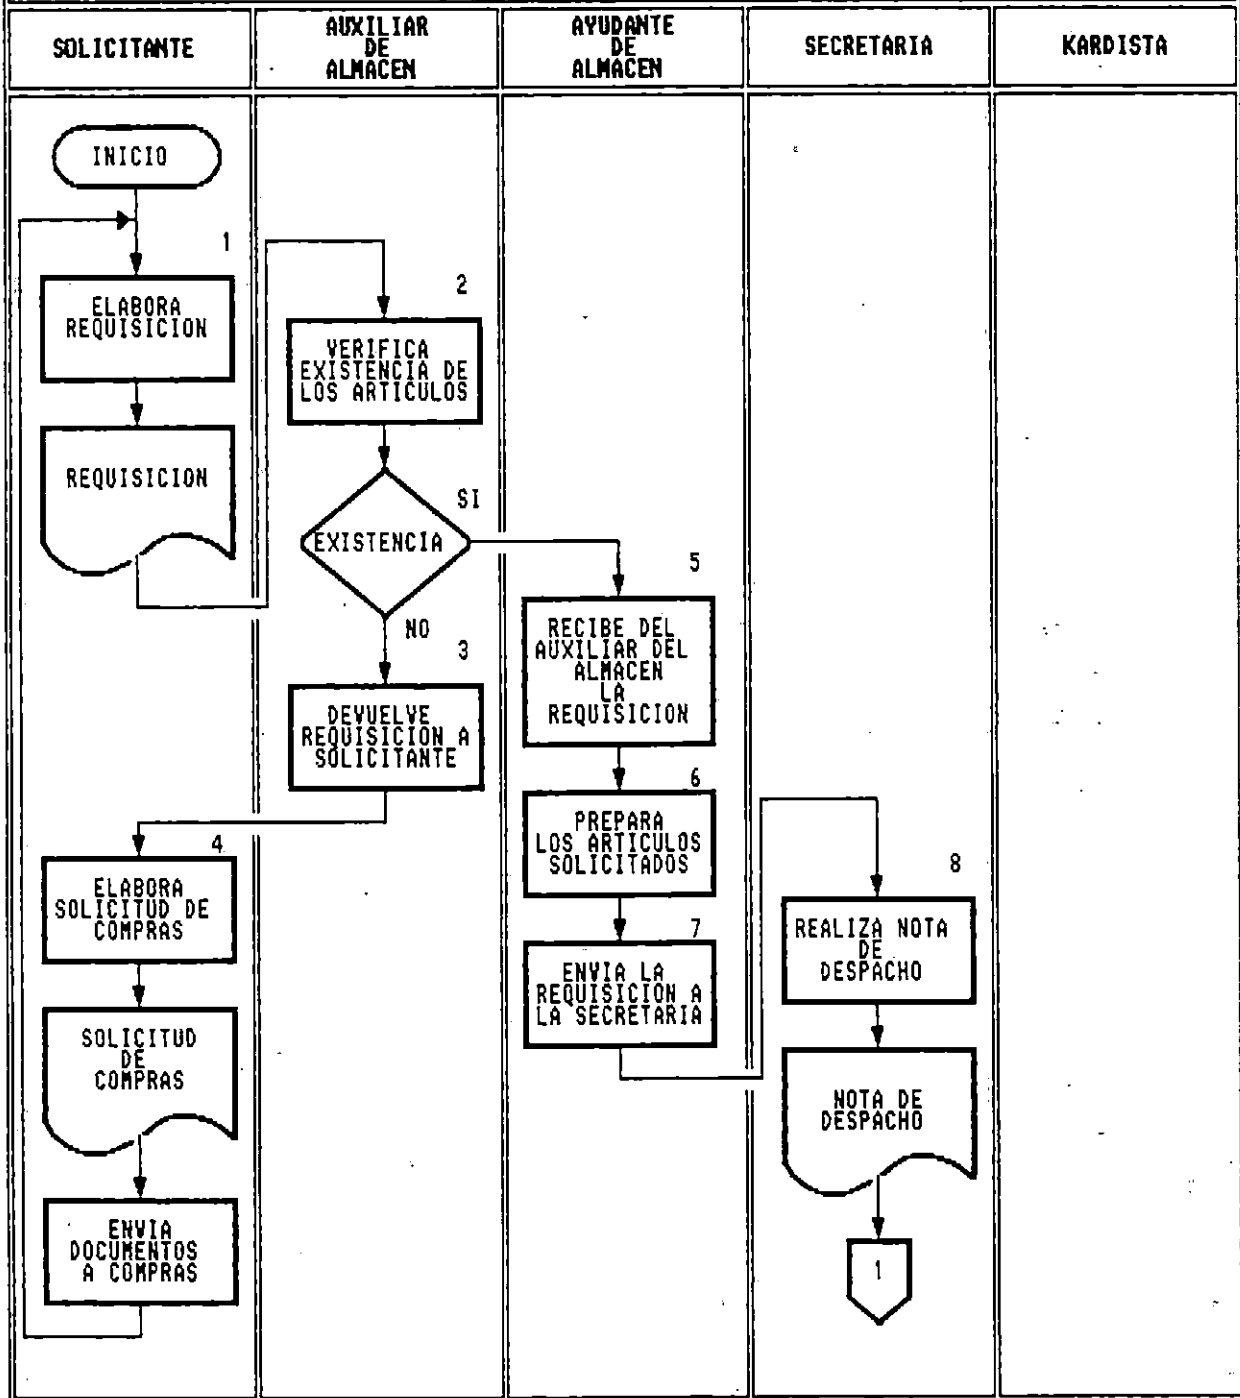 SOLICITANTE
AUXILIAR
DE
ALMACEN
AYUDANTE
DE
ALMACEN
SECRETARIA
KARDISTA
INICIO
1
ELABORA
REQUISICION
REQUISICION
2
VERIFICA
EXISTENCIA DE
LOS ARTICULOS
EXISTENCIA
SI
NO
3
DEVUELVE
REQUISICION A
SOLICITANTE
4
ELABORA
SOLICITUD DE
COMPRAS
SOLICITUD
DE
COMPRAS
ENVIA
DOCUMENTOS
A COMPRAS
5
RECIBE DEL
AUXILIAR DEL
ALMACEN
LA
REQUISICION
6
PREPARA
LOS ARTICULOS
SOLICITADOS
7
ENVIA LA
REQUISICION A
LA SECRETARIA
8
REALIZA NOTA
DE
DESPACHO
NOTA DE
DESPACHO
1